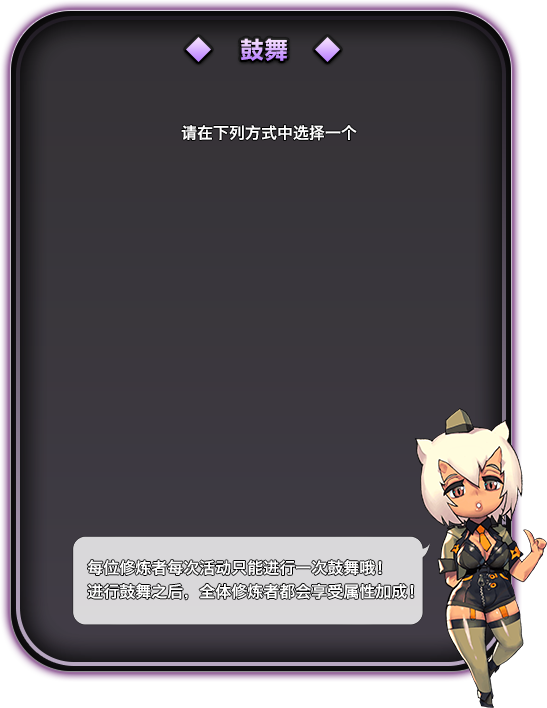 鼓舞
请在下列方式中选择一个
每位修炼者每次活动只能进行一次鼓舞哦！
进行鼓舞之后，全体修炼者都会享受属性加成！